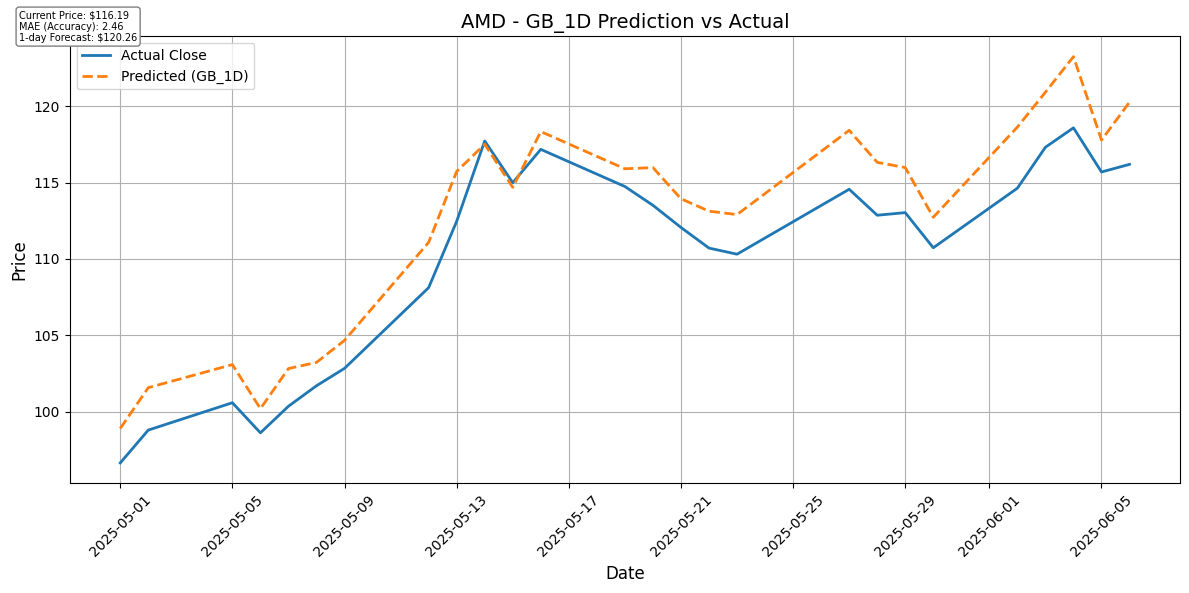 AMD - GB_1D Prediction vs Actual
Current Price: $116.19
MAE (Accuracy): 2.46
1-day Forecast: $120.26
Actual Close
Predicted (GB_1D)
Price
120
115
110
105
100
2025-05-01
2025-05-05
2025-05-09
2025-05-13
2025-05-17
2025-05-21
2025-05-25
2025-05-29
2025-06-01
2025-06-05
Date